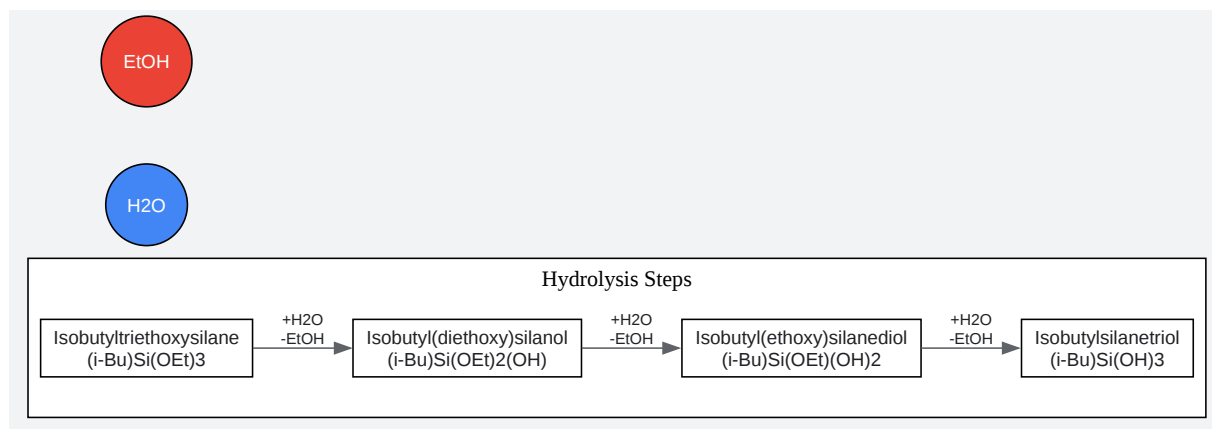 EtOH
H2O
Hydrolysis Steps
Isobutyltriethoxysilane
(i-Bu)Si(OEt)3
+H2O
-EtOH
Isobutyl(diethoxy)silanol
(i-Bu)Si(OEt)2(OH)
+H2O
-EtOH
Isobutyl(ethoxy)silanediol
(i-Bu)Si(OEt)(OH)2
+H2O
-EtOH
Isobutylsilanetriol
(i-Bu)Si(OH)3